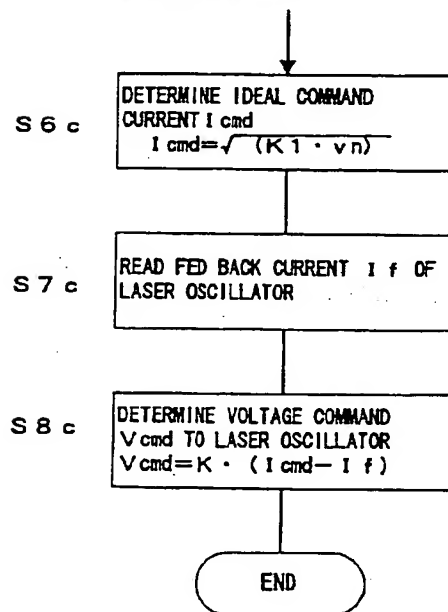 S6c
DETERMINE IDEAL COMMAND
CURRENT I cmd
I cmd=√(K1・vn)
S7c
READ FED BACK CURRENT I f OF
LASER OSCILLATOR
S8c
DETERMINE VOLTAGE COMMAND
Vcmd TO LASER OSCILLATOR
Vcmd=K・(I cmd-I f)
END